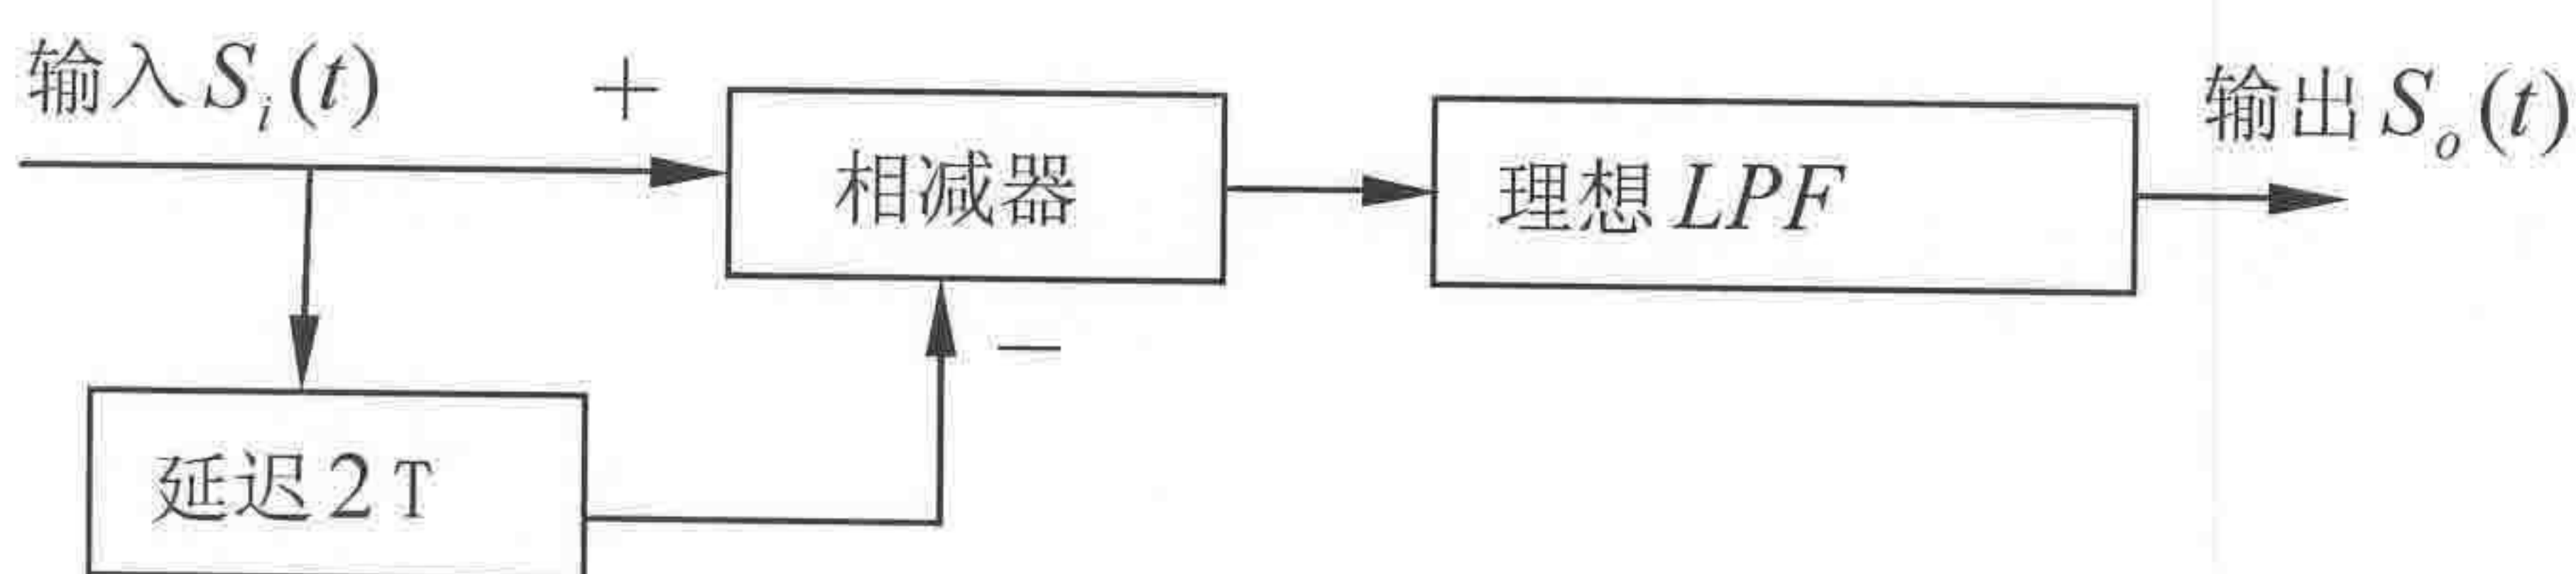 输入 S_i(t)
+
相减器
理想 LPF
输出 S_o(t)
延迟 2 T
—